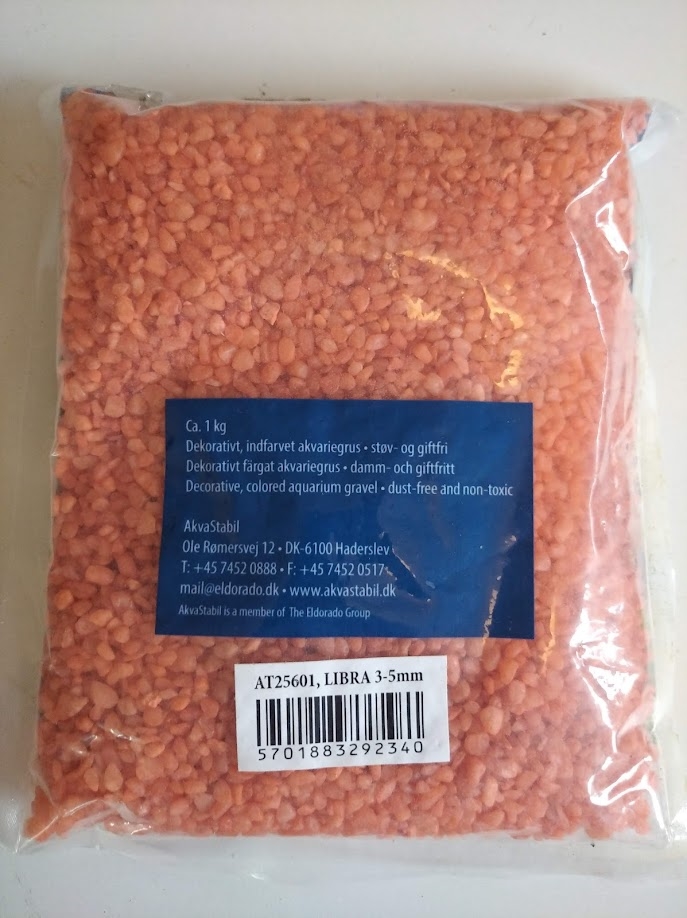 Ca. 1 kg
Dekorativt, indfarvet akvariegrus • støv- og giftfri
Dekorativt färgat akvariegrus • damm- och giftfritt
Decorative, colored aquarium gravel • dust-free and non-toxic
AkvaStabil
Ole Rømersvej 12 • DK-6100 Haderslev
T: +45 7452 0888 • F: +45 7452 0517
mail@eldorado.dk • www.akvastabil.dk
AkvaStabil is a member of The Eldorado Group
AT25601, LIBRA 3-5mm
5701883292340